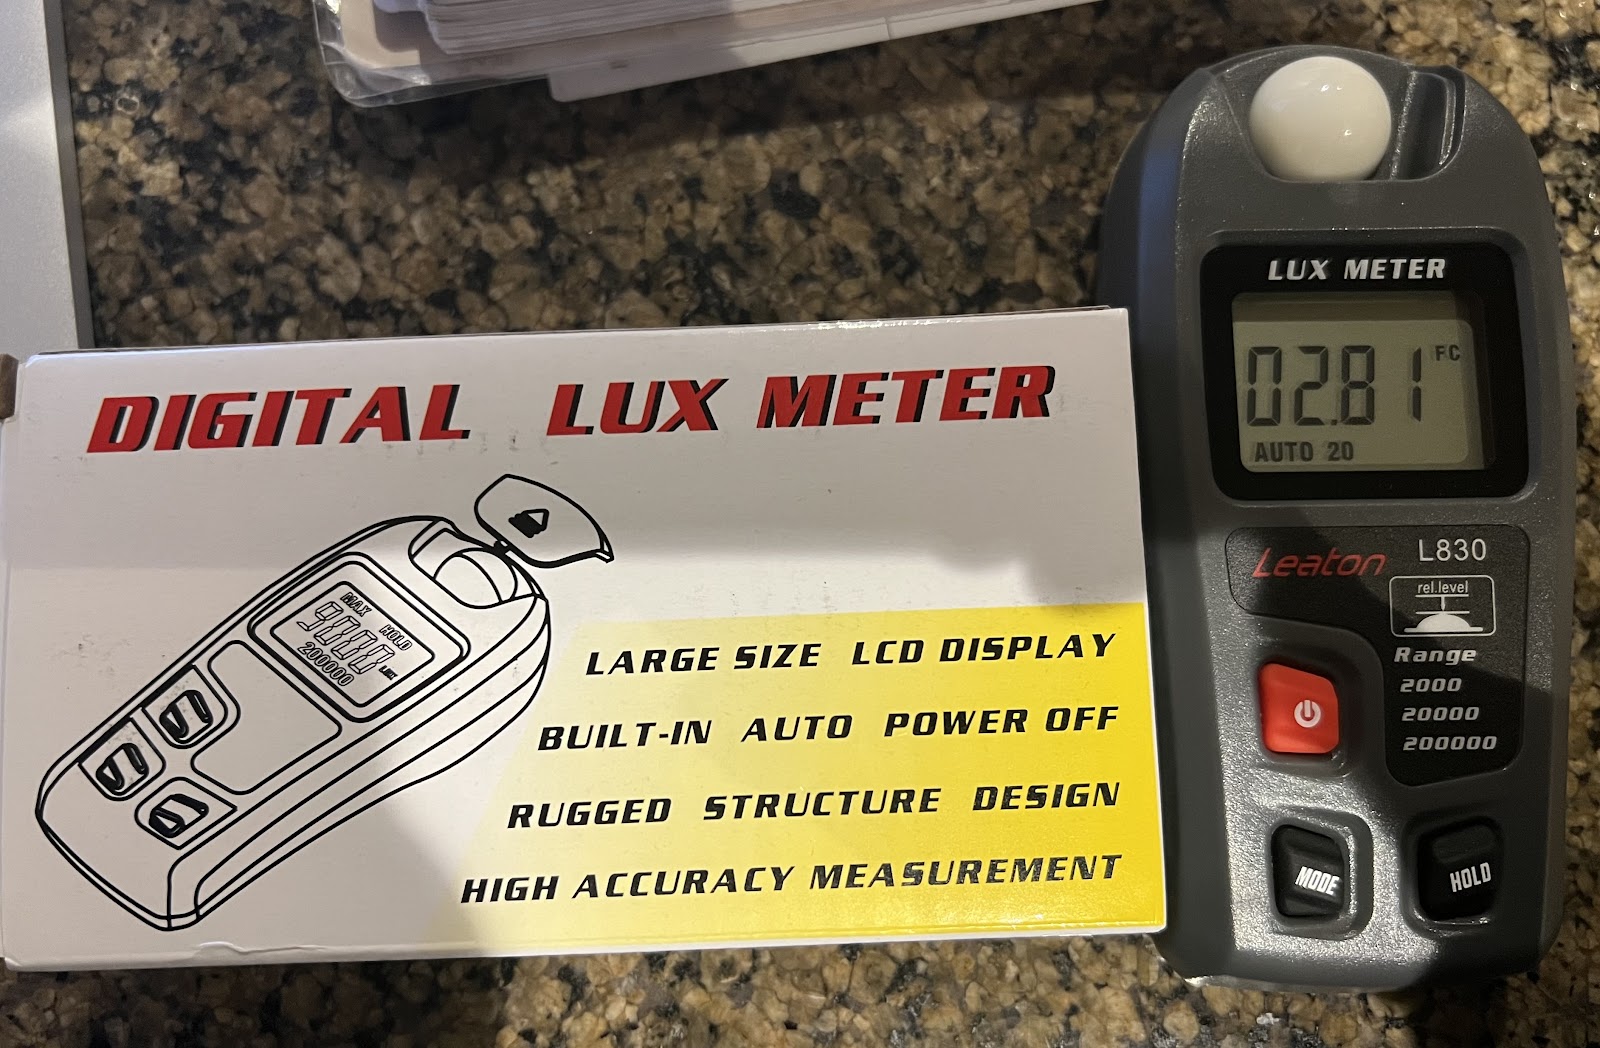 DIGITAL LUX METER
MAX
HOLD
9000
LUX
200000
LARGE SIZE LCD DISPLAY
BUILT-IN AUTO POWER OFF
RUGGED STRUCTURE DESIGN
HIGH ACCURACY MEASUREMENT
LUX METER
02.81 FC
AUTO 20
Leaton L830
rel.level
Range
2000
20000
200000
MODE
HOLD